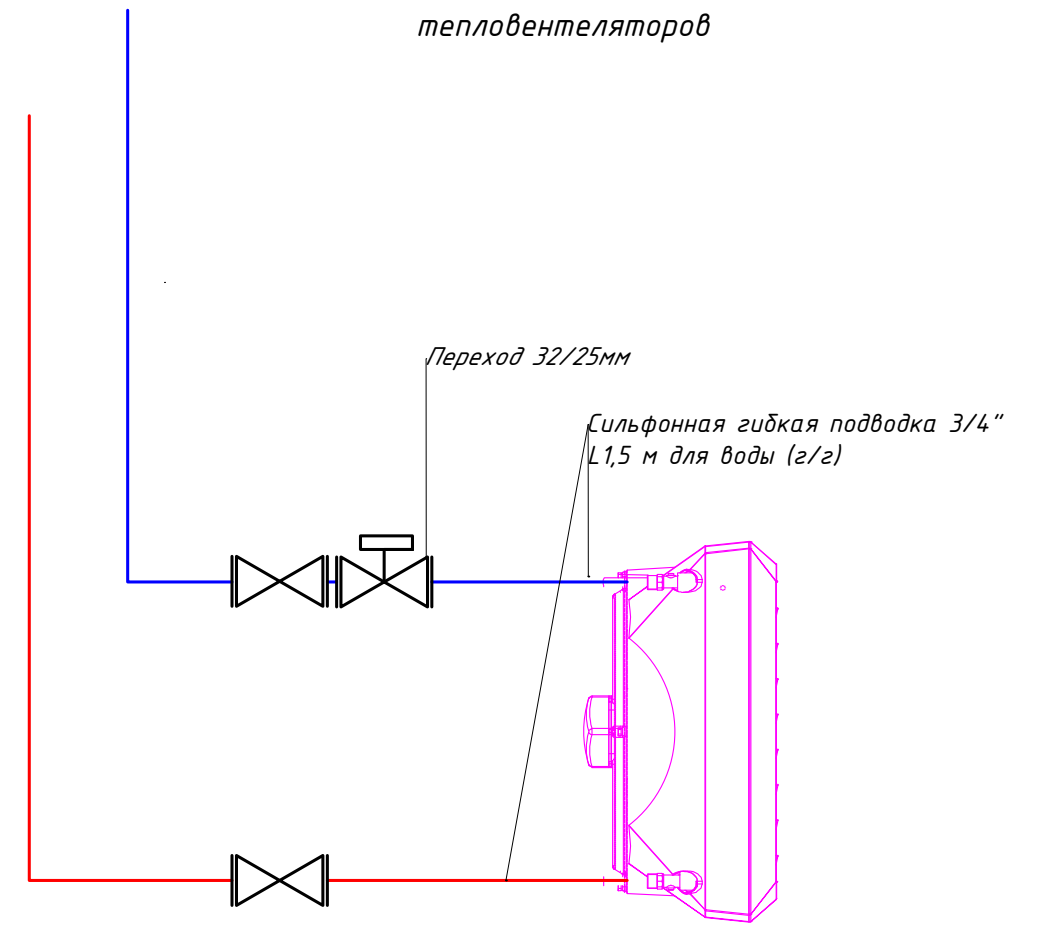 тепловентеляторов
Переход 32/25мм
Сильфонная гибкая подводка 3/4"
L1,5 м для воды (г/г)